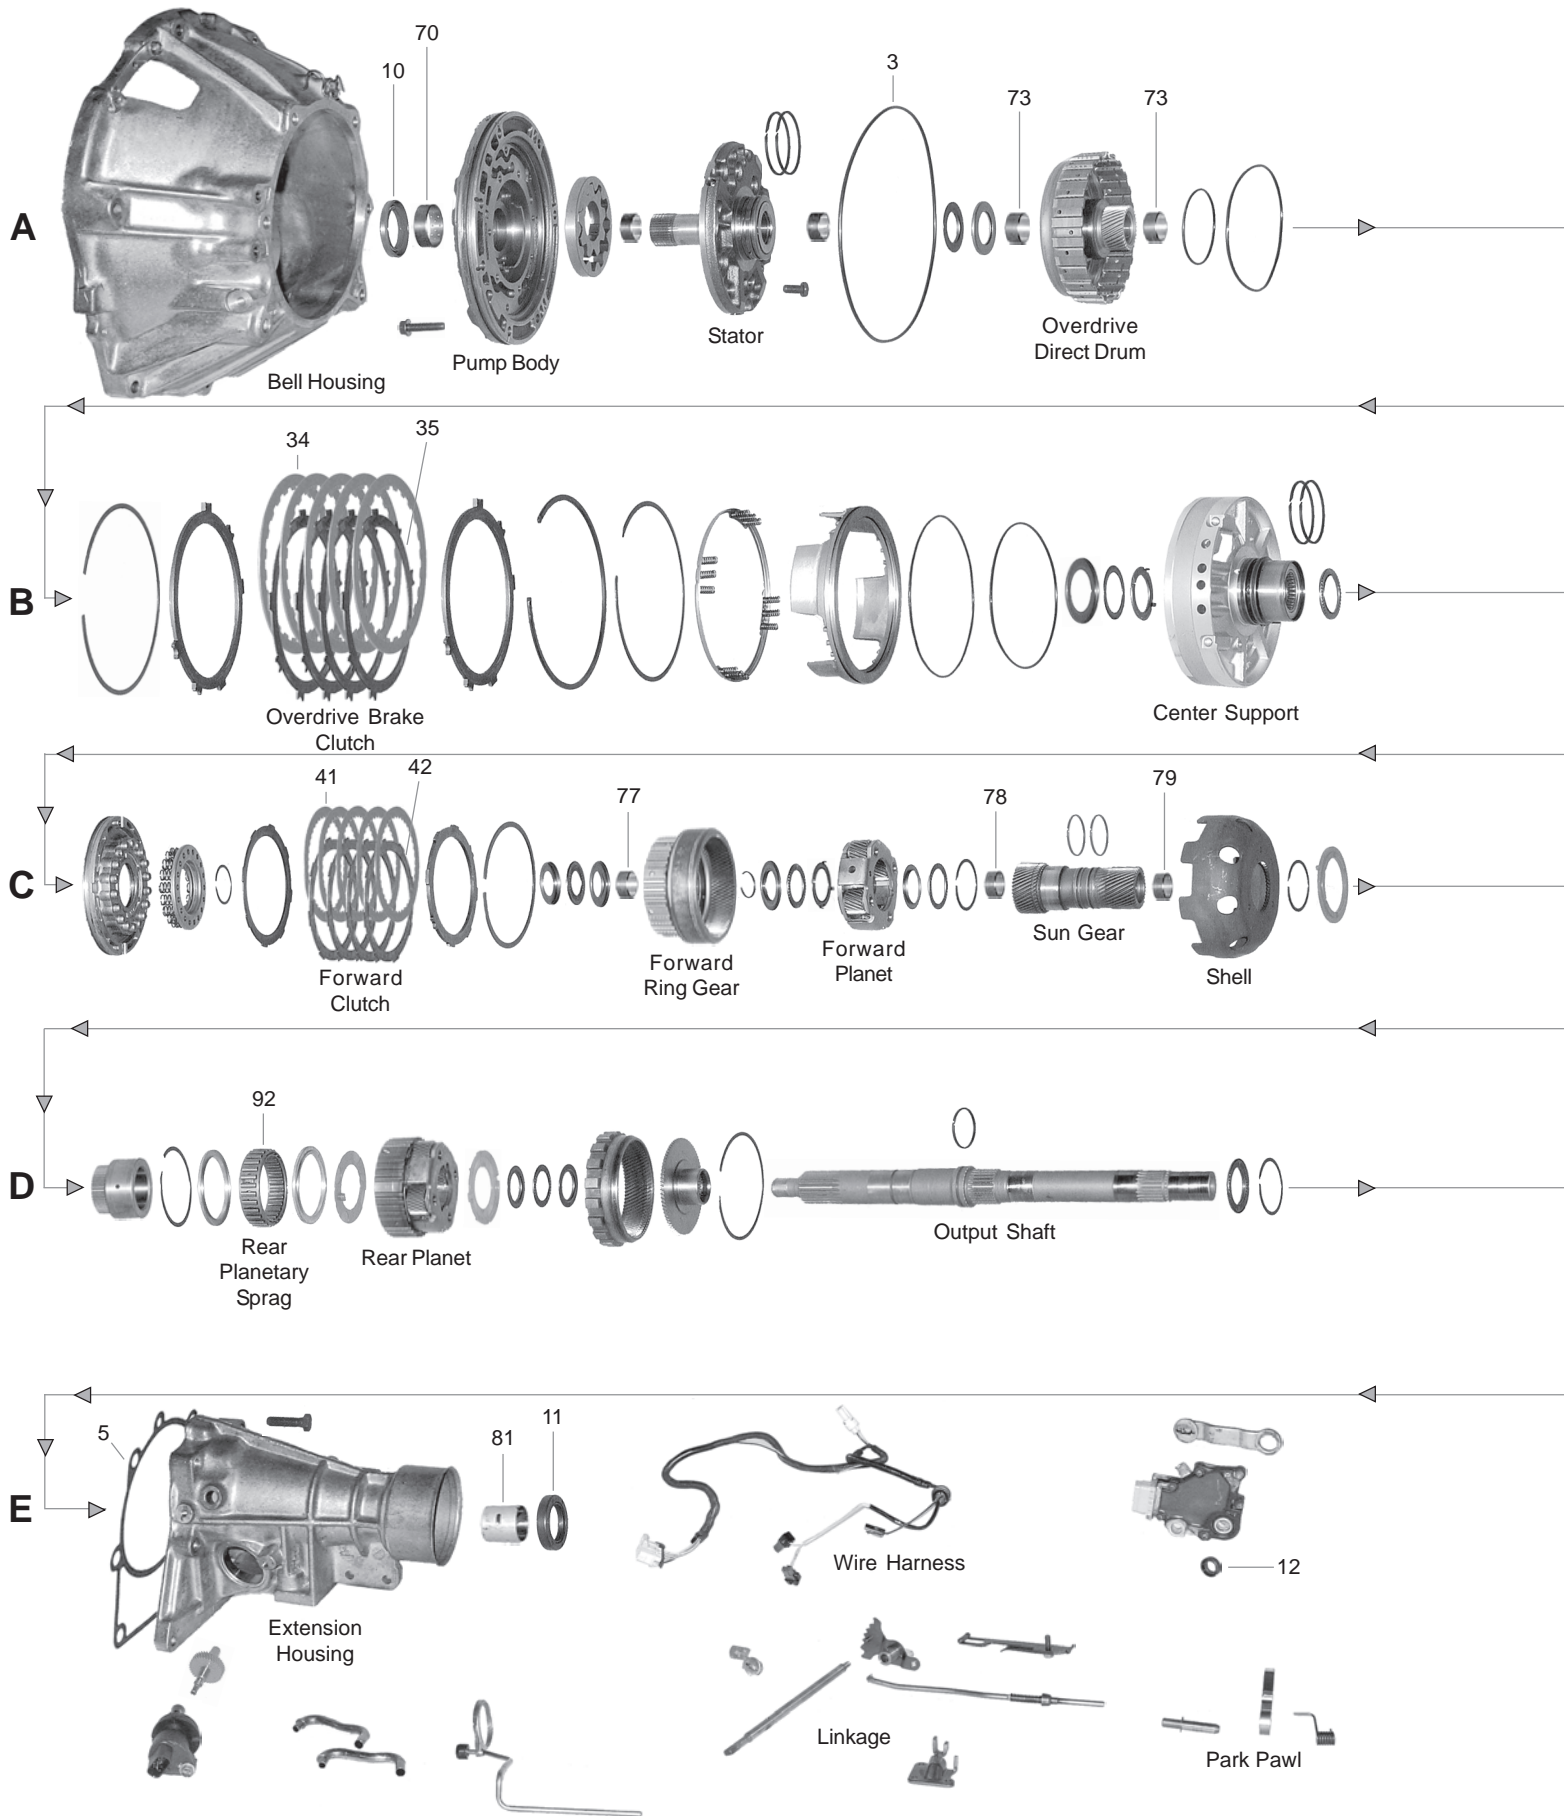 70
10
3
73
73
A
Stator
Overdrive
Direct Drum
Pump Body
Bell Housing
34
35
B
Overdrive Brake
Clutch
Center Support
41
42
77
78
79
C
Forward
Clutch
Forward
Ring Gear
Forward
Planet
Sun Gear
Shell
92
D
Rear
Planetary
Sprag
Rear Planet
Output Shaft
5
81
11
E
Wire Harness
12
Extension
Housing
Linkage
Park Pawl